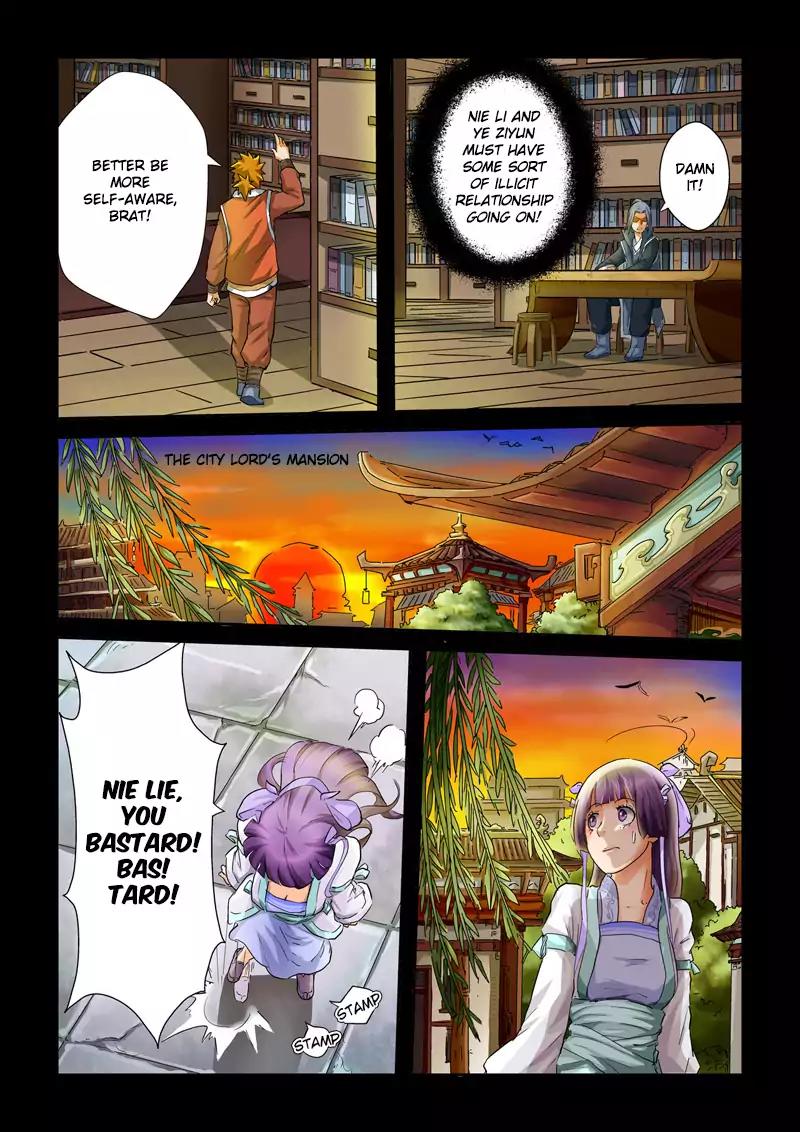 BETTER BE
MORE
SELF-AWARE,
BRAT!
NIE LI AND
YE ZIYUN
MUST HAVE
SOME SORT
OF ILLICIT
RELATIONSHIP
GOING ON!
DAMN
IT!
THE CITY LORD'S MANSION
NIE LIE,
YOU
BASTARD!
BAS!
TARD!
STAMP
STAMP